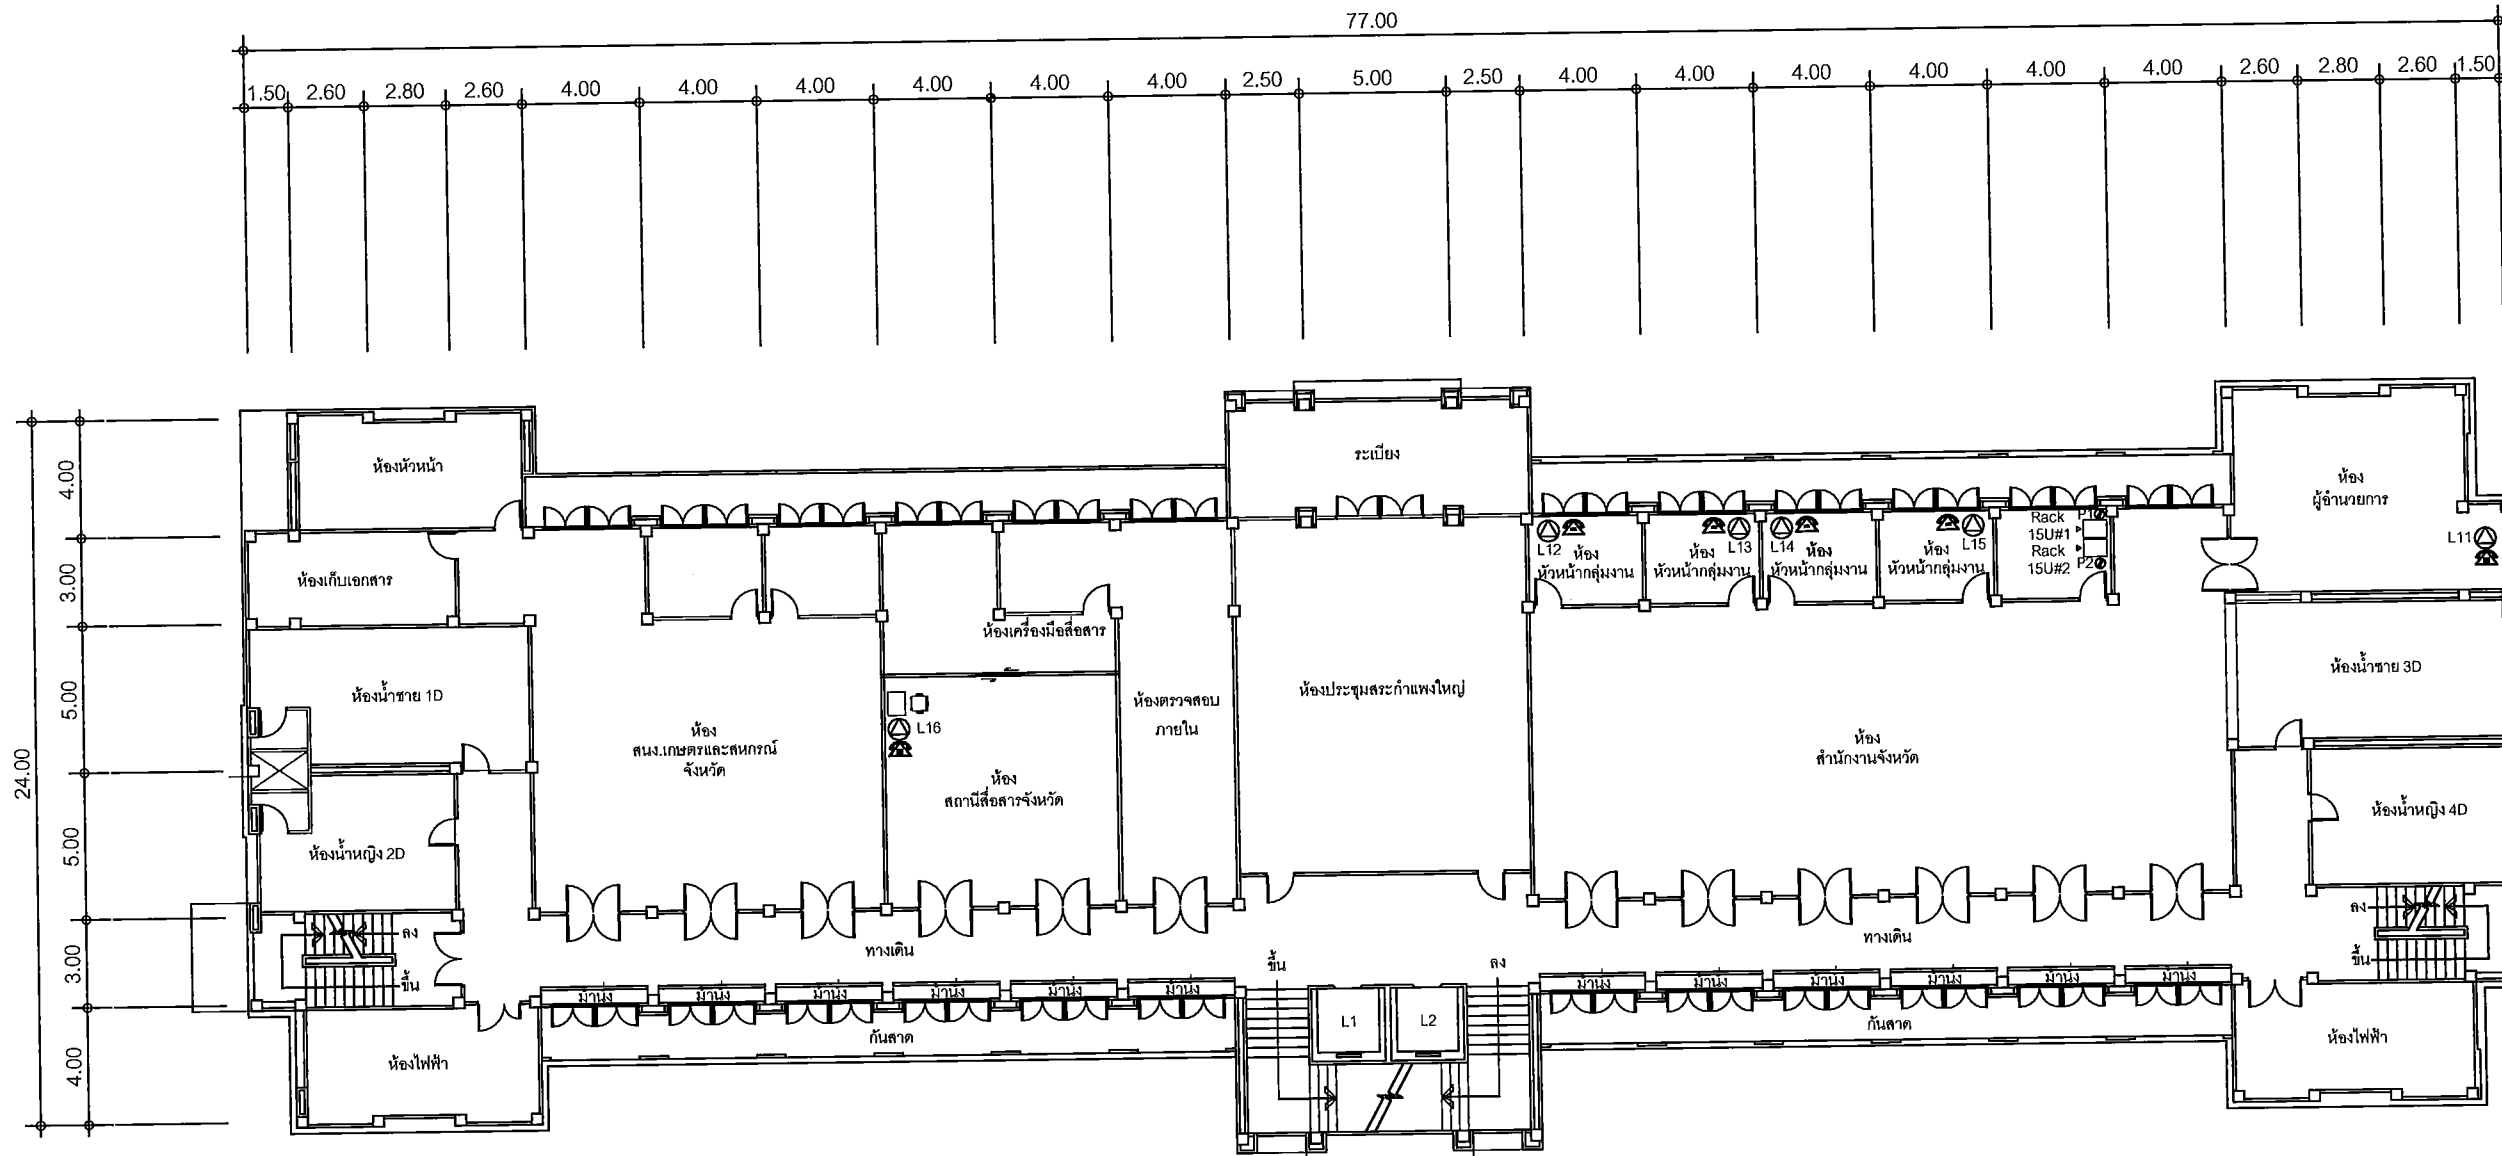 77.00
1.50 2.60 2.80 2.60 4.00 4.00 4.00 4.00 4.00 4.00 2.50 5.00 2.50 4.00 4.00 4.00 4.00 4.00 4.00 2.60 2.80 2.60 1.50
24.00
4.00
3.00
5.00
5.00
3.00
4.00
ห้องหัวหน้า
ระเบียง
ห้อง
ผู้อำนวยการ
ห้องเก็บเอกสาร
L12 ห้อง
หัวหน้ากลุ่มงาน
ห้อง L13
หัวหน้ากลุ่มงาน
L14 ห้อง
หัวหน้ากลุ่มงาน
ห้อง L15
หัวหน้ากลุ่มงาน
Rack P1
15U#1
Rack
15U#2 P2
L11
ห้องเครื่องมือสื่อสาร
ห้องน้ำชาย 1D
ห้อง
สนง.เกษตรและสหกรณ์
จังหวัด
L16
ห้อง
สถานีสื่อสารจังหวัด
ห้องตรวจสอบ
ภายใน
ห้องประชุมสระกำแพงใหญ่
ห้อง
สำนักงานจังหวัด
ห้องน้ำชาย 3D
ห้องน้ำหญิง 2D
ห้องน้ำหญิง 4D
ลง
ขึ้น
ทางเดิน
ขึ้น
ลง
ทางเดิน
ลง
ขึ้น
ม้านั่ง ม้านั่ง ม้านั่ง ม้านั่ง ม้านั่ง ม้านั่ง
ม้านั่ง ม้านั่ง ม้านั่ง ม้านั่ง ม้านั่ง ม้านั่ง
กันสาด
L1
L2
กันสาด
ห้องไฟฟ้า
ห้องไฟฟ้า